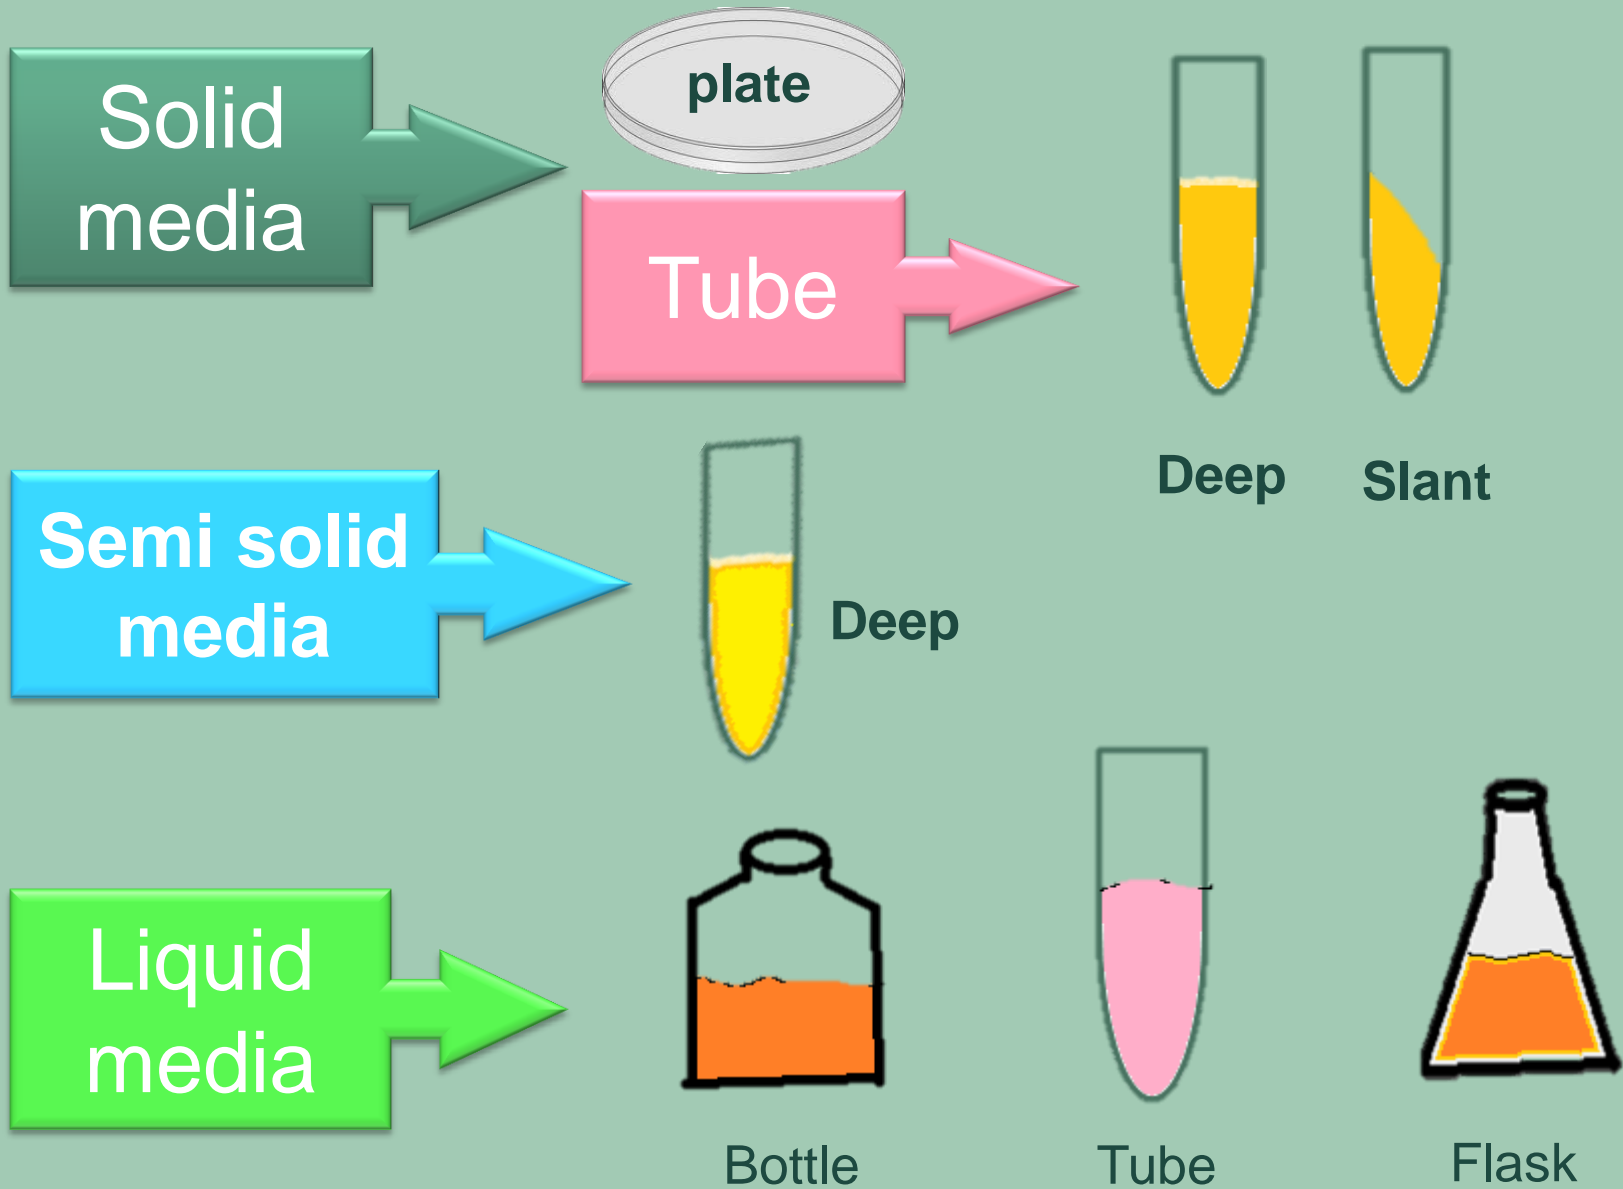 Solid
media
plate
Tube
Deep
Slant
Semi solid
media
Deep
Liquid
media
Bottle
Tube
Flask